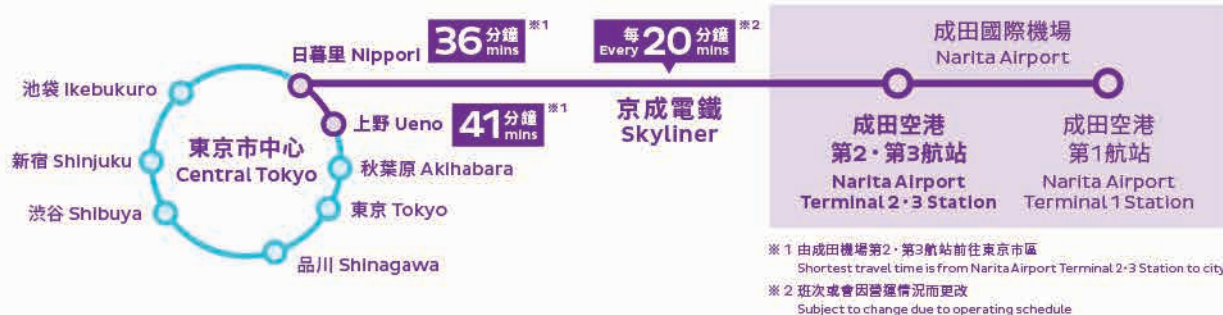 日暮里 Nippori
36 分鐘 mins ※1
每 Every 20 分鐘 mins ※2
成田國際機場
Narita Airport
池袋 Ikebukuro
上野 Ueno
41 分鐘 mins ※1
京成電鐵
Skyliner
新宿 Shinjuku
東京市中心
Central Tokyo
秋葉原 Akihabara
渋谷 Shibuya
東京 Tokyo
品川 Shinagawa
成田空港
第2・第3航站
Narita Airport
Terminal 2・3 Station
成田空港
第1航站
Narita Airport
Terminal 1 Station
※1 由成田機場第2・第3航站前往東京市區
Shortest travel time is from Narita Airport Terminal 2・3 Station to city
※2 班次或會因營運情況而更改
Subject to change due to operating schedule